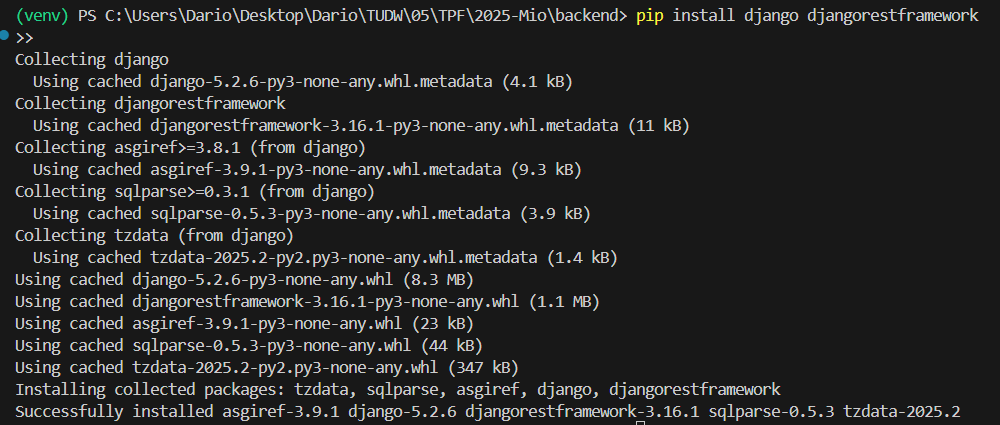 (venv) PS C:\Users\Dario\Desktop\Dario\TUDW\05\TPF\2025-Mio\backend> pip install django djangorestframework
>>
Collecting django
  Using cached django-5.2.6-py3-none-any.whl.metadata (4.1 kB)
Collecting djangorestframework
  Using cached djangorestframework-3.16.1-py3-none-any.whl.metadata (11 kB)
Collecting asgiref>=3.8.1 (from django)
  Using cached asgiref-3.9.1-py3-none-any.whl.metadata (9.3 kB)
Collecting sqlparse>=0.3.1 (from django)
  Using cached sqlparse-0.5.3-py3-none-any.whl.metadata (3.9 kB)
Collecting tzdata (from django)
  Using cached tzdata-2025.2-py2.py3-none-any.whl.metadata (1.4 kB)
Using cached django-5.2.6-py3-none-any.whl (8.3 MB)
Using cached djangorestframework-3.16.1-py3-none-any.whl (1.1 MB)
Using cached asgiref-3.9.1-py3-none-any.whl (23 kB)
Using cached sqlparse-0.5.3-py3-none-any.whl (44 kB)
Using cached tzdata-2025.2-py2.py3-none-any.whl (347 kB)
Installing collected packages: tzdata, sqlparse, asgiref, django, djangorestframework
Successfully installed asgiref-3.9.1 django-5.2.6 djangorestframework-3.16.1 sqlparse-0.5.3 tzdata-2025.2